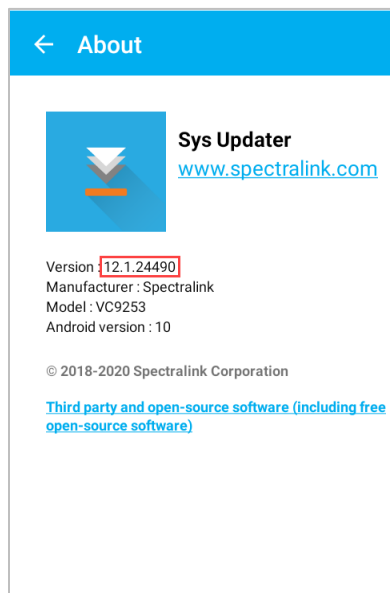 About
Sys Updater
www.spectralink.com
Version : 12.1.24490
Manufacturer : Spectralink
Model : VC9253
Android version : 10
© 2018-2020 Spectralink Corporation
Third party and open-source software (including free
open-source software)